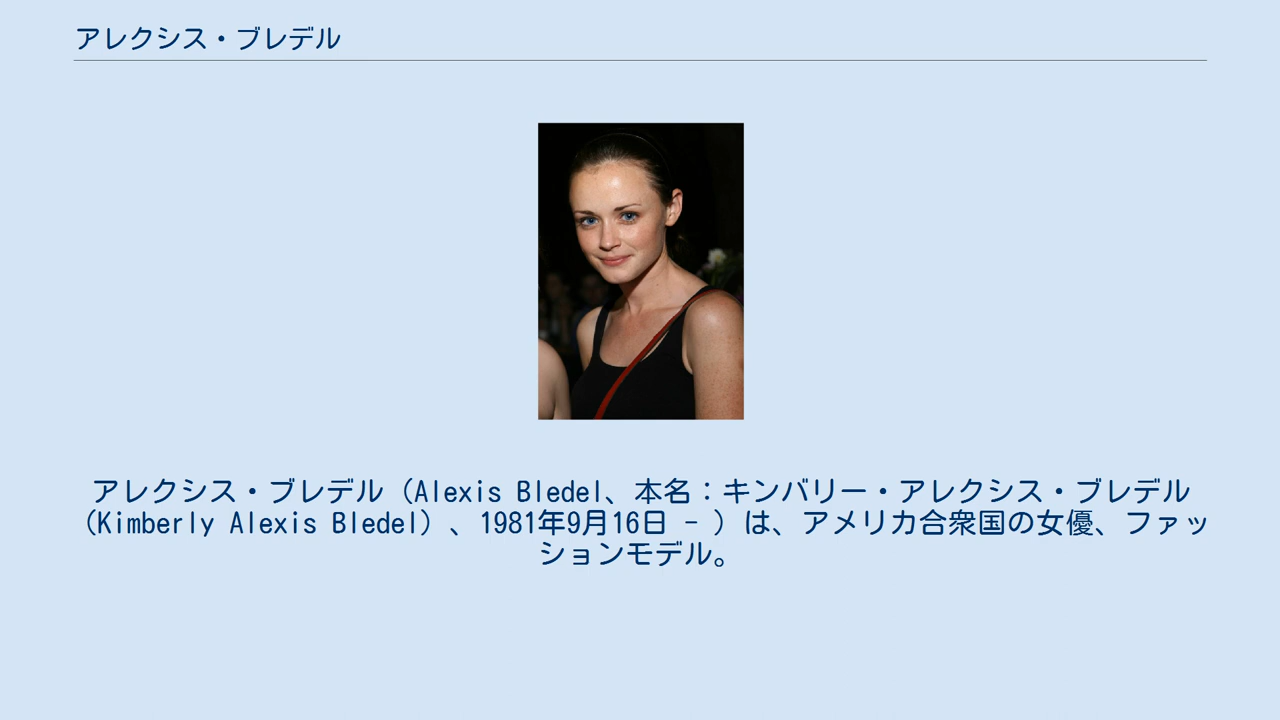 アレクシス・ブレデル
アレクシス・ブレデル（Alexis Bledel、本名：キンバリー・アレクシス・ブレデル
（Kimberly Alexis Bledel）、1981年9月16日 - ）は、アメリカ合衆国の女優、ファッ
ションモデル。